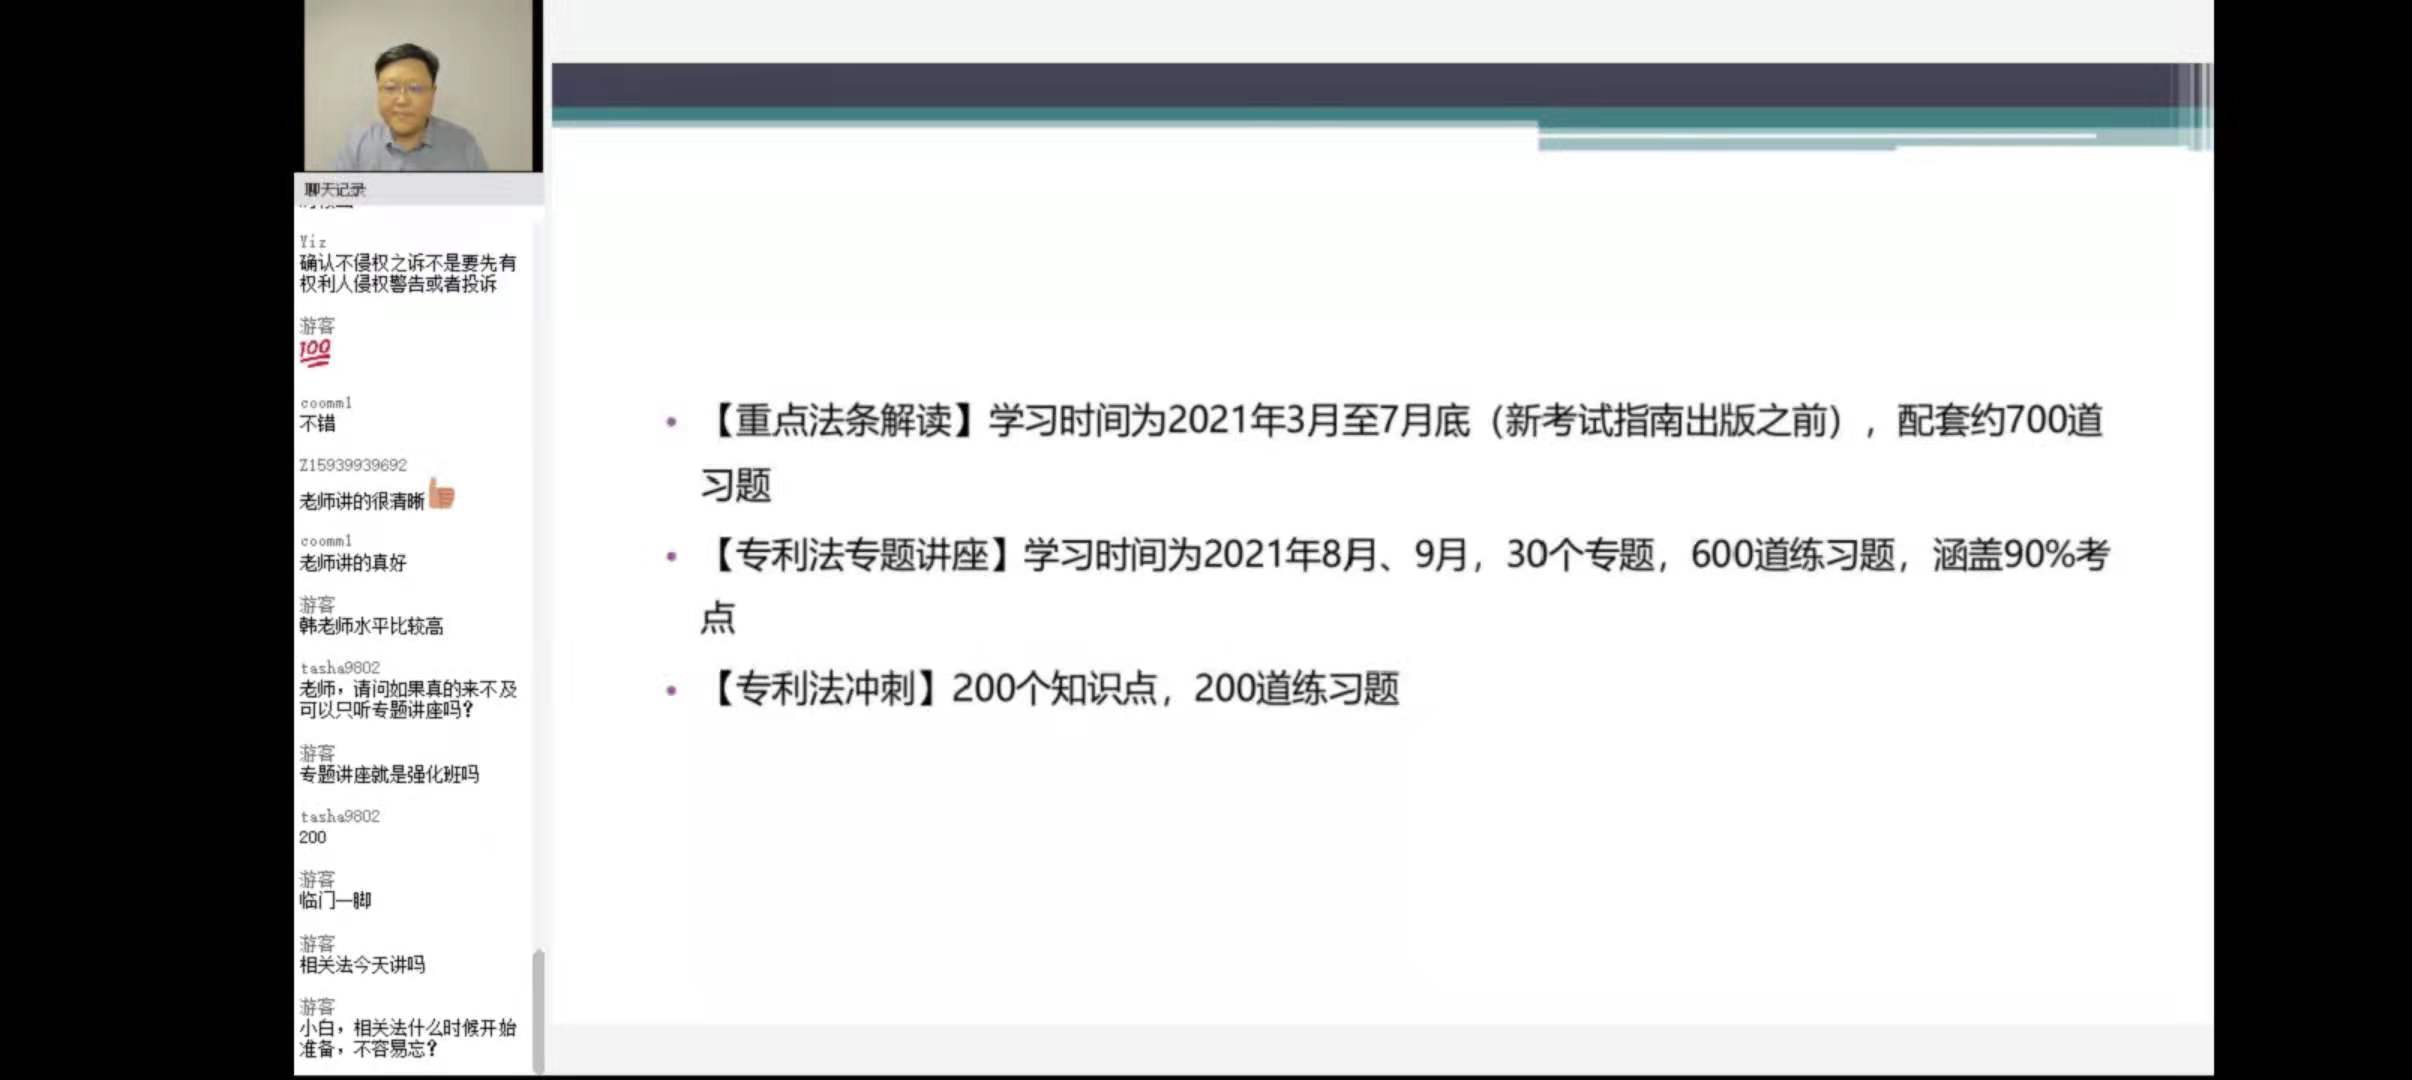 聊天记录
Yiz
确认不侵权之诉不是要先有
权利人侵权警告或者投诉
游客
💯
coomm1
不错
Z15939939692
老师讲的很清晰👍
coomm1
老师讲的真好
游客
韩老师水平比较高
tasha9802
老师，请问如果真的来不及
可以只听专题讲座吗？
游客
专题讲座就是强化班吗
tasha9802
200
游客
临门一脚
游客
相关法今天讲吗
游客
小白，相关法什么时候开始
准备，不容易忘？
• 【重点法条解读】学习时间为2021年3月至7月底（新考试指南出版之前），配套约700道
习题
• 【专利法专题讲座】学习时间为2021年8月、9月，30个专题，600道练习题，涵盖90%考
点
• 【专利法冲刺】200个知识点，200道练习题